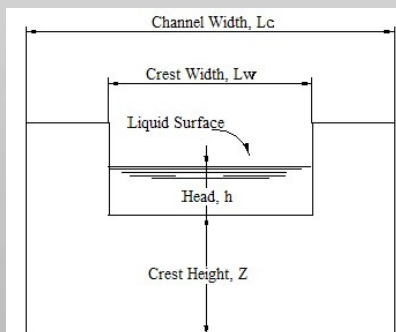 Channel Width, Lc
Crest Width, Lw
Liquid Surface
Head, h
Crest Height, Z